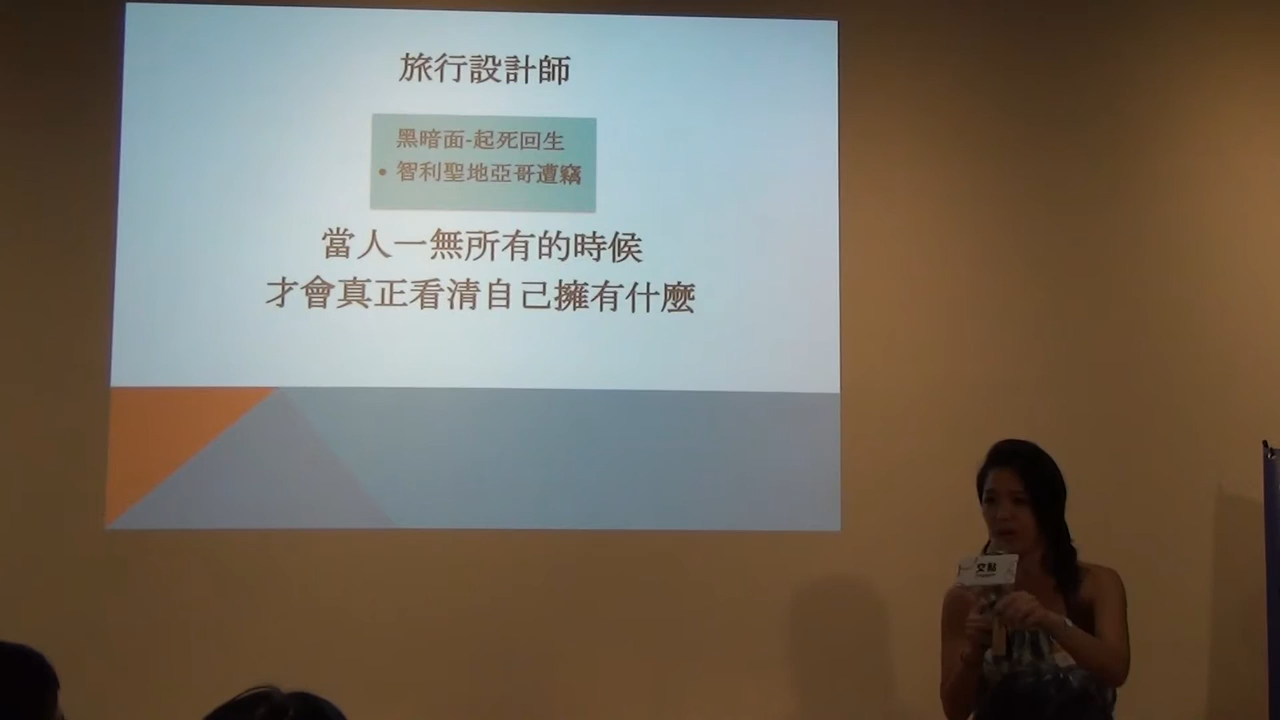 旅行設計師
黑暗面-起死回生
• 智利聖地亞哥遭竊
當人一無所有的時候
才會真正看清自己擁有什麼
交點